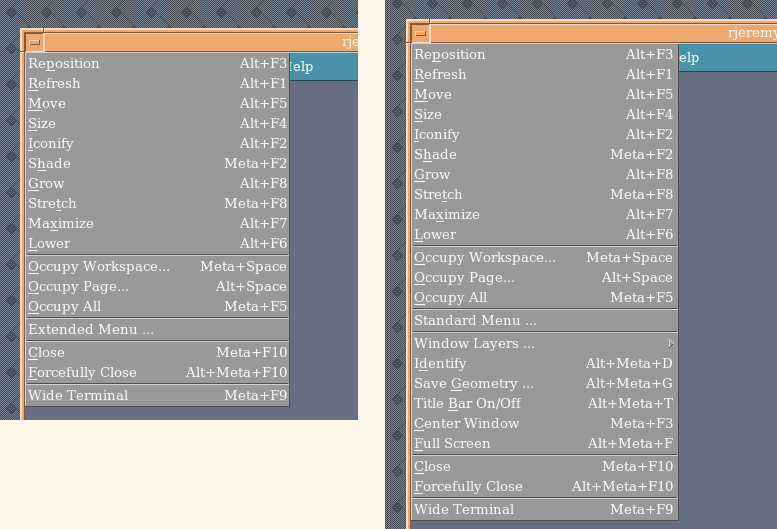 rje
elp
Reposition Alt+F3
Refresh Alt+F1
Move Alt+F5
Size Alt+F4
Iconify Alt+F2
Shade Meta+F2
Grow Alt+F8
Stretch Meta+F8
Maximize Alt+F7
Lower Alt+F6
Occupy Workspace... Meta+Space
Occupy Page... Alt+Space
Occupy All Meta+F5
Extended Menu ...
Close Meta+F10
Forcefully Close Alt+Meta+F10
Wide Terminal Meta+F9
rjeremy
elp
Reposition Alt+F3
Refresh Alt+F1
Move Alt+F5
Size Alt+F4
Iconify Alt+F2
Shade Meta+F2
Grow Alt+F8
Stretch Meta+F8
Maximize Alt+F7
Lower Alt+F6
Occupy Workspace... Meta+Space
Occupy Page... Alt+Space
Occupy All Meta+F5
Standard Menu ...
Window Layers ...
Identify Alt+Meta+D
Save Geometry ... Alt+Meta+G
Title Bar On/Off Alt+Meta+T
Center Window Meta+F3
Full Screen Alt+Meta+F
Close Meta+F10
Forcefully Close Alt+Meta+F10
Wide Terminal Meta+F9